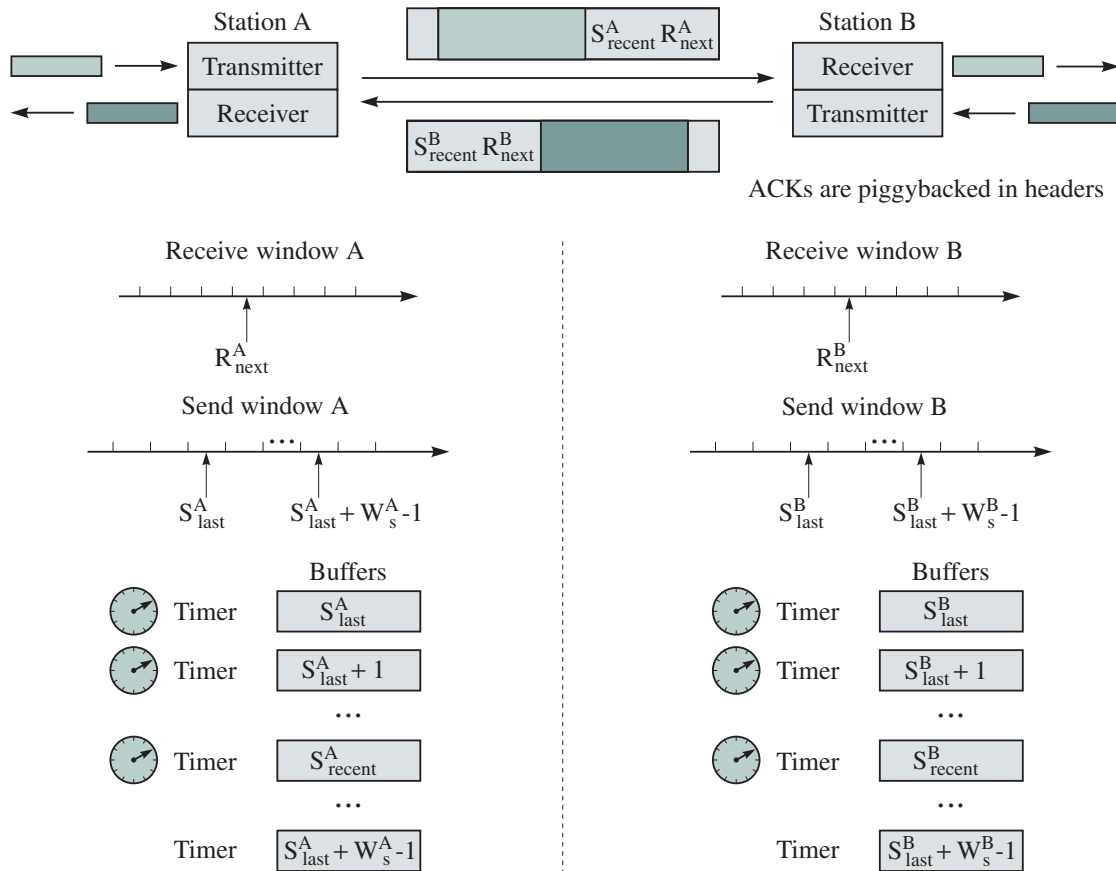 Station A
Station B
Transmitter
Receiver
S^A_recent R^A_next
S^B_recent R^B_next
Receiver
Transmitter
ACKs are piggybacked in headers
Receive window A
R^A_next
Send window A
...
S^A_last
S^A_last + W^A_s -1
Buffers
Timer S^A_last
Timer S^A_last + 1
...
Timer S^A_recent
...
Timer S^A_last + W^A_s -1
Receive window B
R^B_next
Send window B
...
S^B_last
S^B_last + W^B_s -1
Buffers
Timer S^B_last
Timer S^B_last + 1
...
Timer S^B_recent
...
Timer S^B_last + W^B_s -1